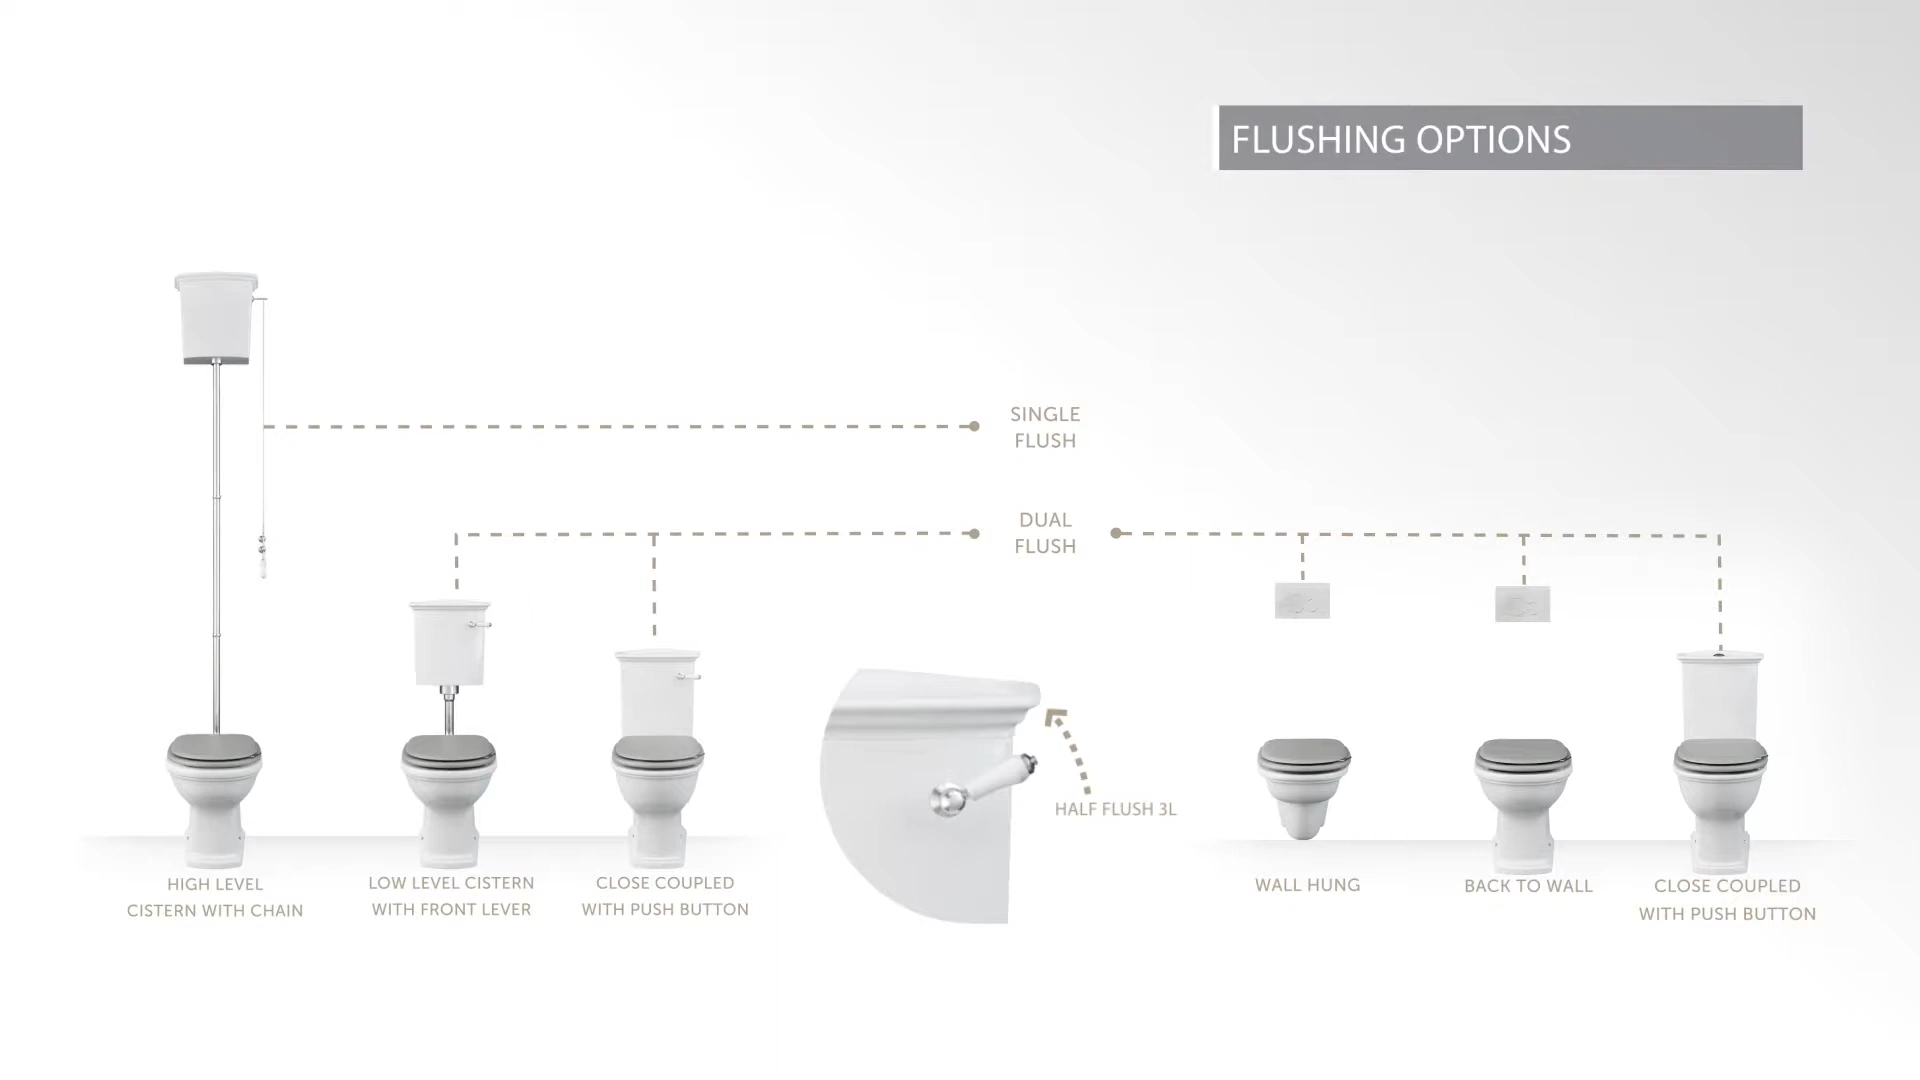 FLUSHING OPTIONS
SINGLE
FLUSH
DUAL
FLUSH
HALF FLUSH 3L
HIGH LEVEL
CISTERN WITH CHAIN
LOW LEVEL CISTERN
WITH FRONT LEVER
CLOSE COUPLED
WITH PUSH BUTTON
WALL HUNG
BACK TO WALL
CLOSE COUPLED
WITH PUSH BUTTON